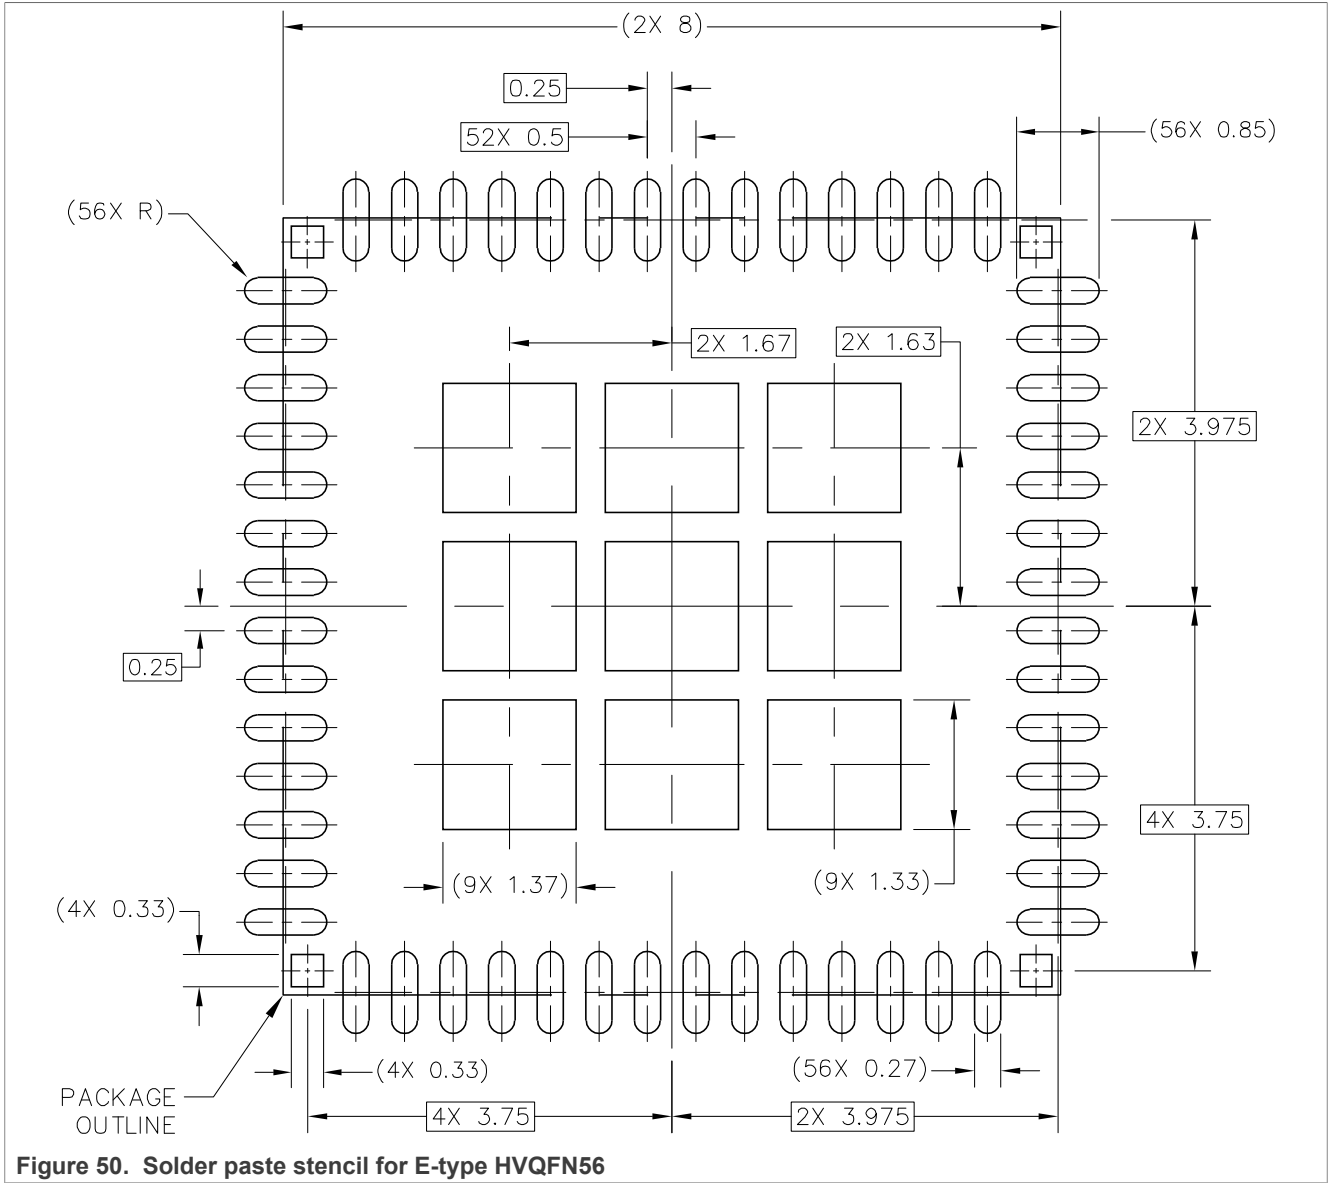 (2X 8)
0.25
52X 0.5
(56X 0.85)
(56X R)
2X 1.67
2X 1.63
2X 3.975
0.25
4X 3.75
(9X 1.37)
(9X 1.33)
(4X 0.33)
(4X 0.33)
(56X 0.27)
PACKAGE
OUTLINE
4X 3.75
2X 3.975
Figure 50. Solder paste stencil for E-type HVQFN56